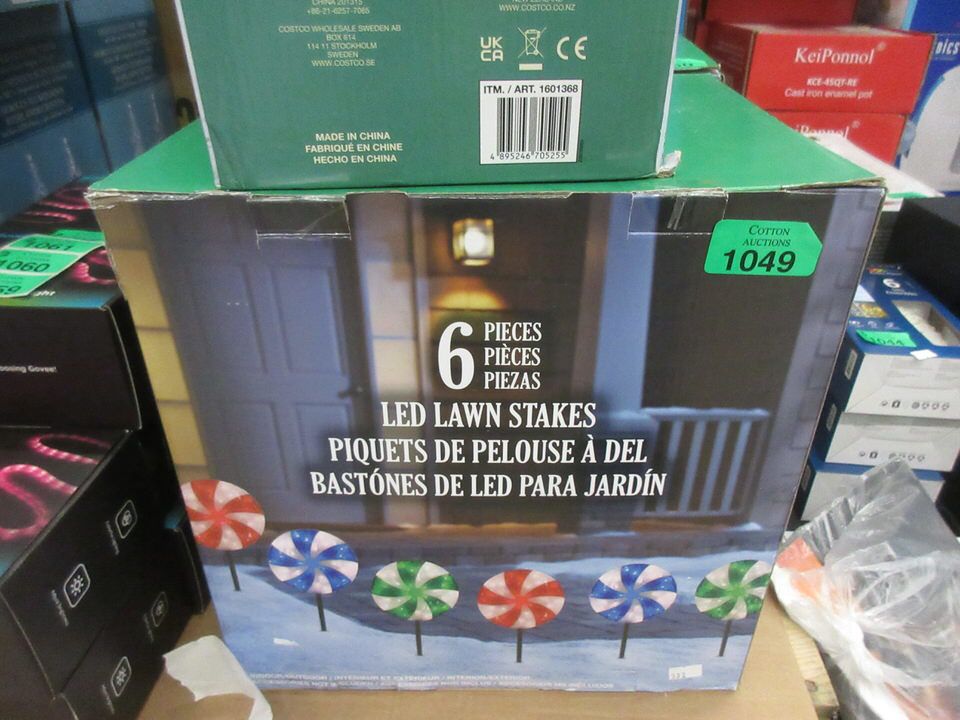 CHINA 201315
+86-21-6257-7065
COSTCO WHOLESALE SWEDEN AB
BOX 614
114 11 STOCKHOLM
SWEDEN
WWW.COSTCO.SE
WWW.COSTCO.CO.NZ
UK
CA
CE
ITM. / ART. 1601368
4 895246 705255
MADE IN CHINA
FABRIQUÉ EN CHINE
HECHO EN CHINA
KeiPonnol
KCE-45QT-RE
Cast iron enamel pot
COTTON
AUCTIONS
1049
6 PIECES
PIÈCES
PIEZAS
LED LAWN STAKES
PIQUETS DE PELOUSE À DEL
BASTÓNES DE LED PARA JARDÍN
1060
6
1044